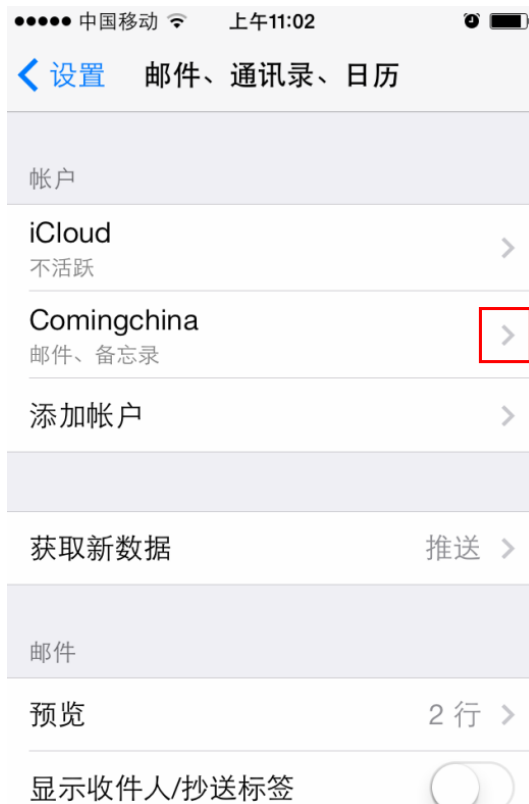 中国移动 上午11:02
设置 邮件、通讯录、日历
帐户
iCloud
不活跃
Comingchina
邮件、备忘录
添加帐户
获取新数据 推送
邮件
预览 2 行
显示收件人/抄送标签